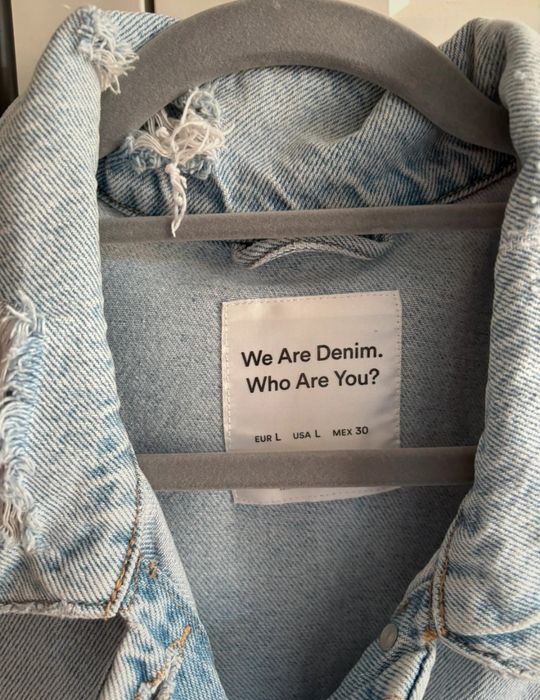 We Are Denim.
Who Are You?
EUR L USA L MEX 30